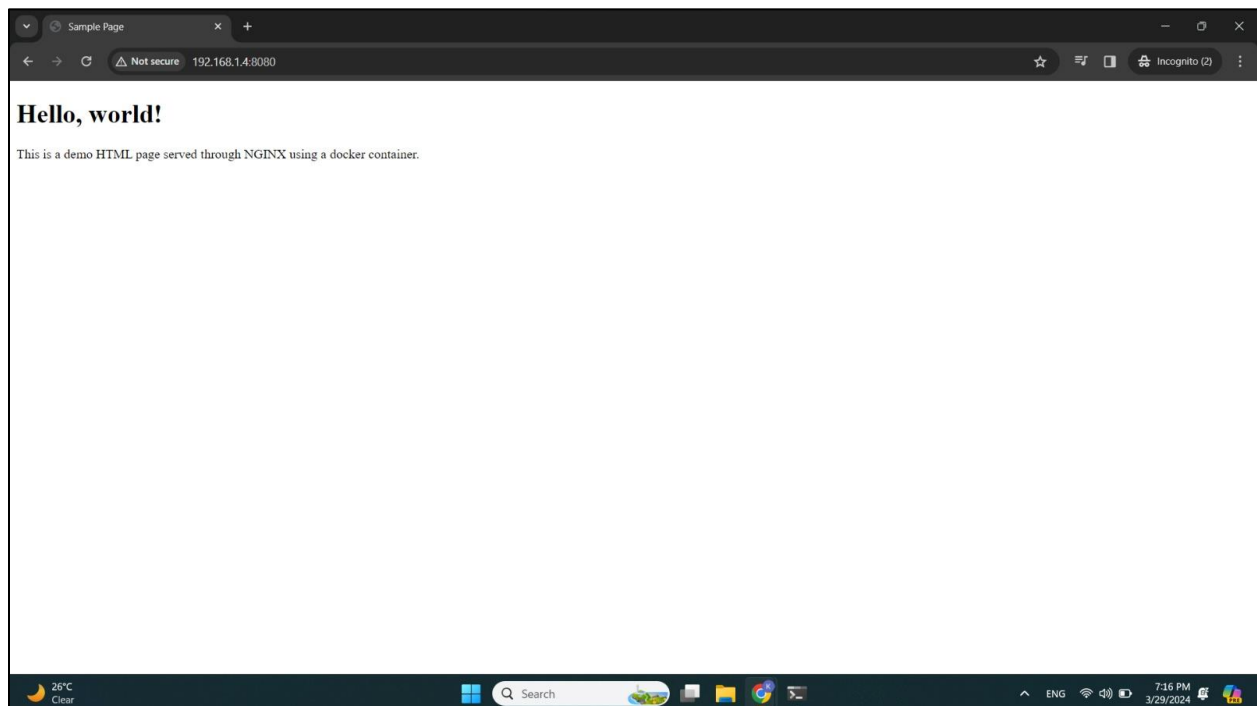 Sample Page
Not secure 192.168.1.4:8080
Incognito (2)
Hello, world!
This is a demo HTML page served through NGINX using a docker container.
26°C
Clear
Search
ENG
7:16 PM
3/29/2024
PRE